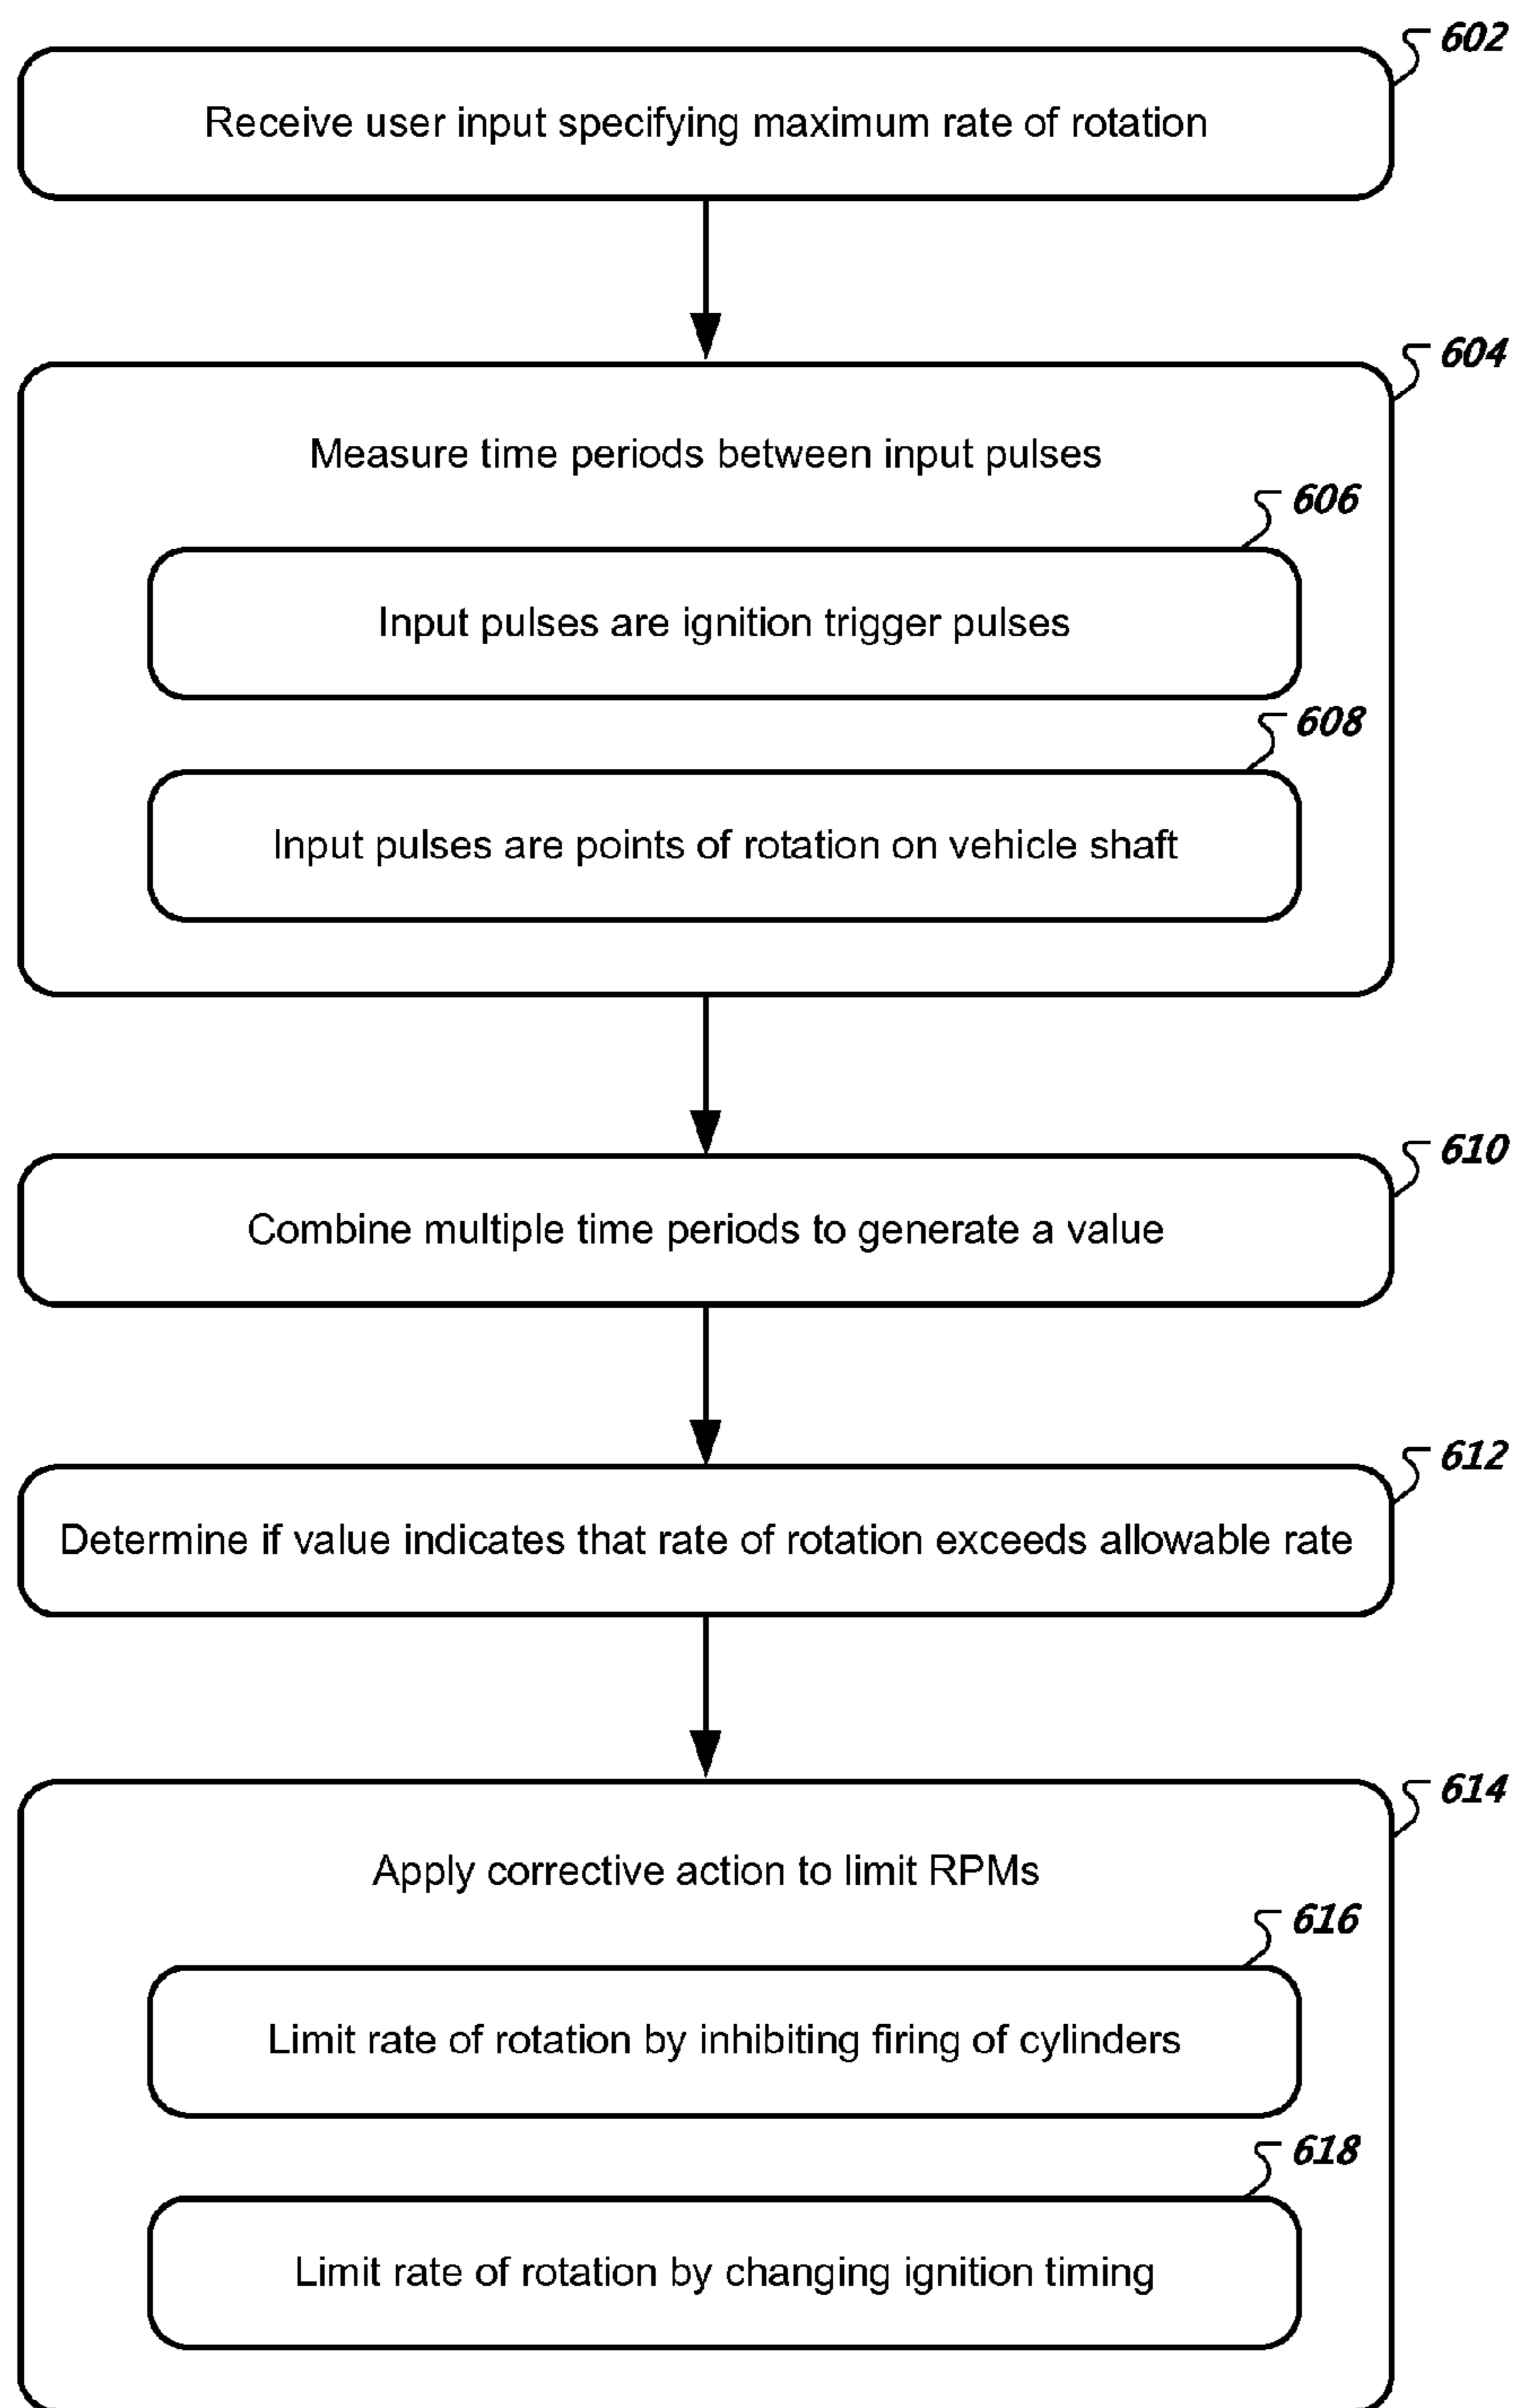 602
Receive user input specifying maximum rate of rotation
604
Measure time periods between input pulses
606
Input pulses are ignition trigger pulses
608
Input pulses are points of rotation on vehicle shaft
610
Combine multiple time periods to generate a value
612
Determine if value indicates that rate of rotation exceeds allowable rate
614
Apply corrective action to limit RPMs
616
Limit rate of rotation by inhibiting firing of cylinders
618
Limit rate of rotation by changing ignition timing